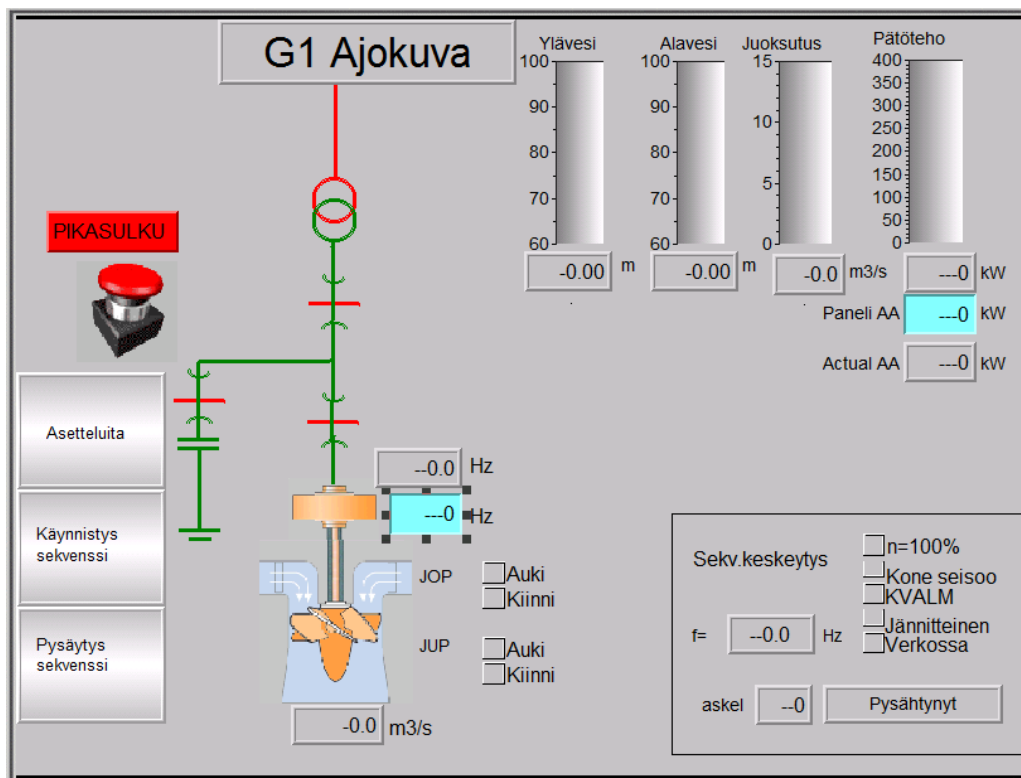 G1 Ajokuva
Ylävesi
Alavesi
Juoksutus
Pätöteho
100
90
80
70
60
100
90
80
70
60
15
10
5
0
400
350
300
250
200
150
100
50
0
-0.00 m
-0.00 m
-0.0 m3/s
---0 kW
Paneli AA ---0 kW
Actual AA ---0 kW
PIKASULKU
Asetteluita
Käynnistys
sekvenssi
Pysäytys
sekvenssi
--0.0 Hz
---0 Hz
JOP
Auki
Kiinni
JUP
Auki
Kiinni
-0.0 m3/s
Sekv.keskeytys
n=100%
Kone seisoo
KVALM
Jännitteinen
Verkossa
f= --0.0 Hz
askel --0 Pysähtynyt